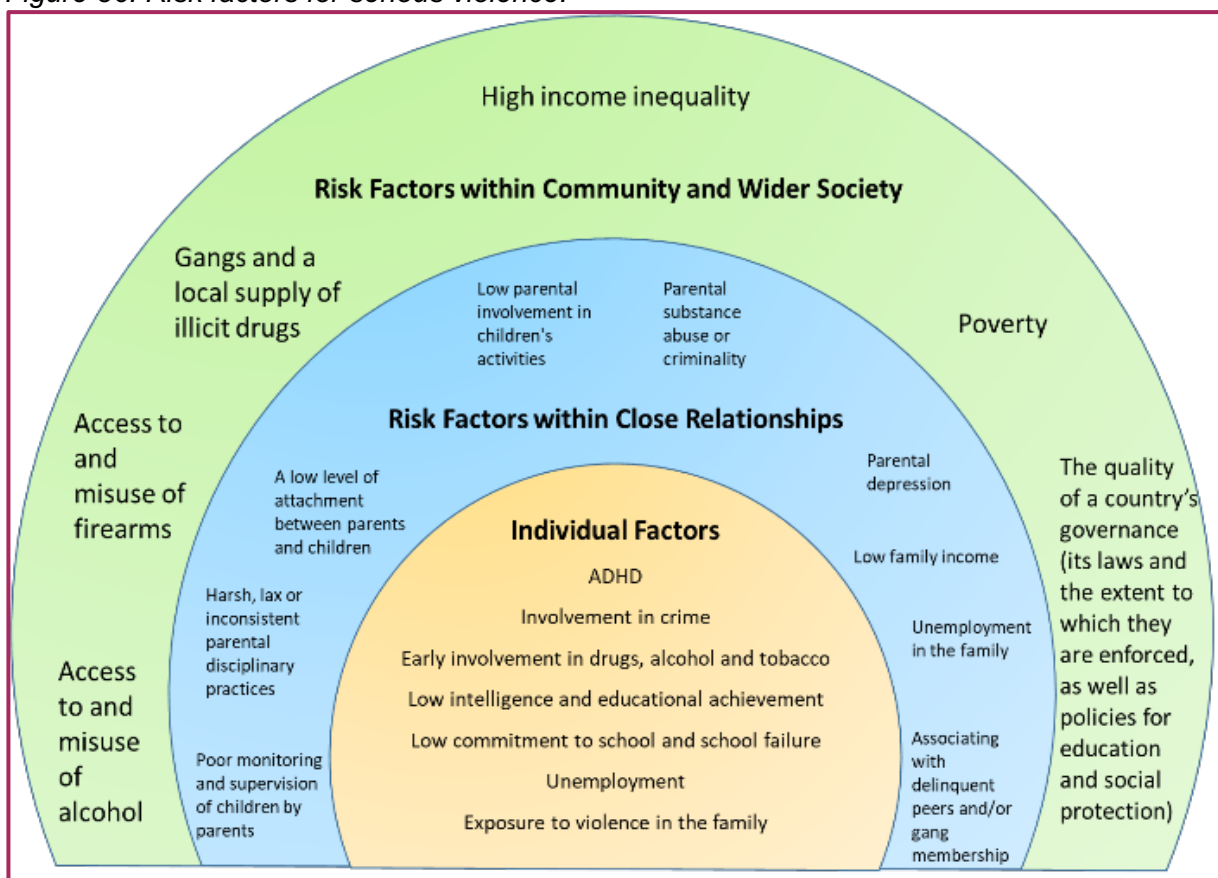 High income inequality
Risk Factors within Community and Wider Society
Gangs and a
local supply of
illicit drugs
Poverty
Access to
and
misuse of
firearms
Access
to and
misuse
of
alcohol
The quality
of a country's
governance
(its laws and
the extent to
which they
are enforced,
as well as
policies for
education
and social
protection)
Low parental
involvement in
children's
activities
Parental
substance
abuse or
criminality
Risk Factors within Close Relationships
A low level of
attachment
between parents
and children
Harsh, lax or
inconsistent
parental
disciplinary
practices
Poor monitoring
and supervision
of children by
parents
Parental
depression
Low family income
Unemployment
in the family
Associating
with
delinquent
peers and/or
gang
membership
Individual Factors
ADHD
Involvement in crime
Early involvement in drugs, alcohol and tobacco
Low intelligence and educational achievement
Low commitment to school and school failure
Unemployment
Exposure to violence in the family